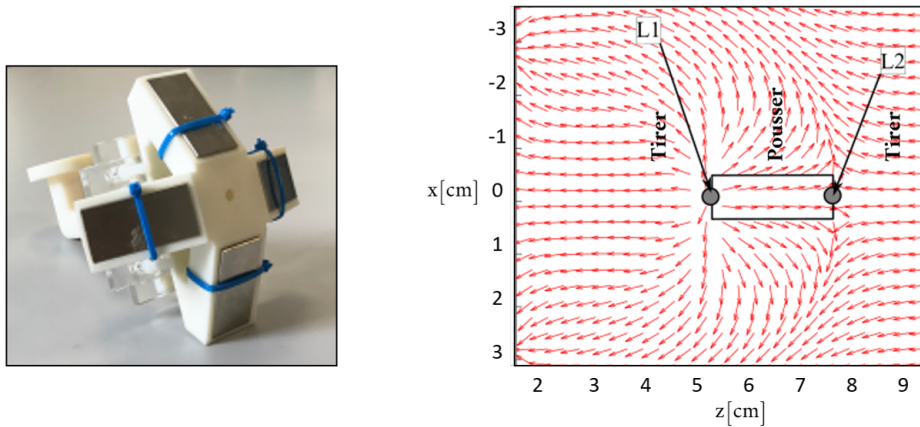 L1
L2
Tirer
Pousser
Tirer
x[cm]
-3
-2
-1
0
1
2
3
2 3 4 5 6 7 8 9
z[cm]